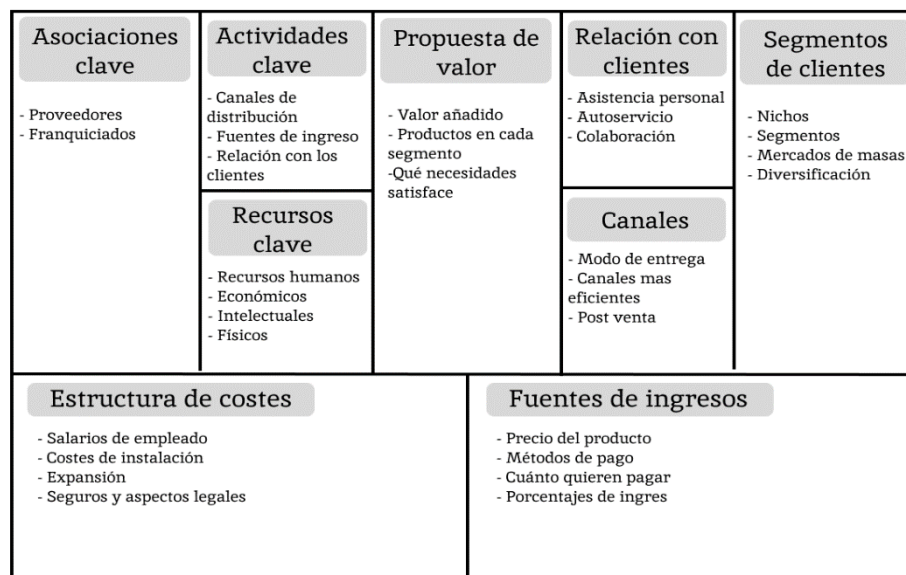 Asociaciones
clave
- Proveedores
- Franquiciados
Actividades
clave
- Canales de
distribución
- Fuentes de ingreso
- Relación con los
clientes
Recursos
clave
- Recursos humanos
- Económicos
- Intelectuales
- Físicos
Propuesta de
valor
- Valor añadido
- Productos en cada
segmento
-Qué necesidades
satisface
Relación con
clientes
- Asistencia personal
- Autoservicio
- Colaboración
Canales
- Modo de entrega
- Canales mas
eficientes
- Post venta
Segmentos
de clientes
- Nichos
- Segmentos
- Mercados de masas
- Diversificación
Estructura de costes
- Salarios de empleado
- Costes de instalación
- Expansión
- Seguros y aspectos legales
Fuentes de ingresos
- Precio del producto
- Métodos de pago
- Cuánto quieren pagar
- Porcentajes de ingres